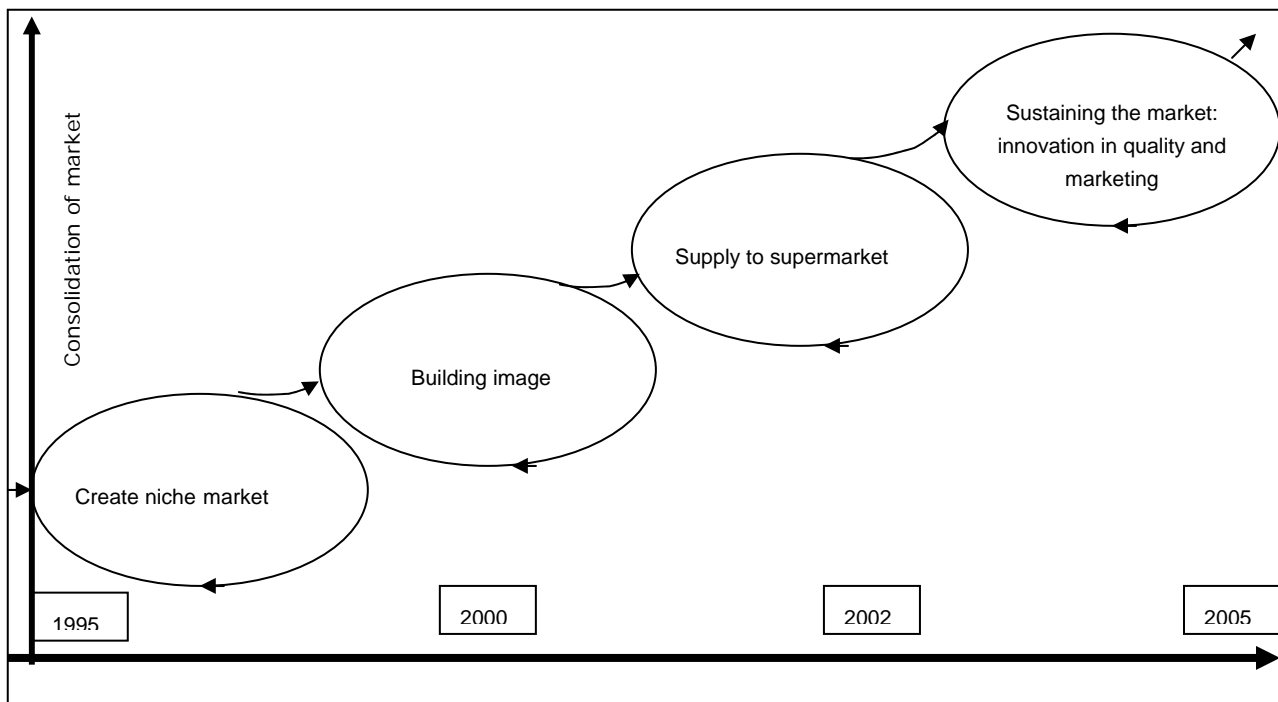 Consolidation of market
Sustaining the market:
innovation in quality and
marketing
Supply to supermarket
Building image
Create niche market
1995
2000
2002
2005